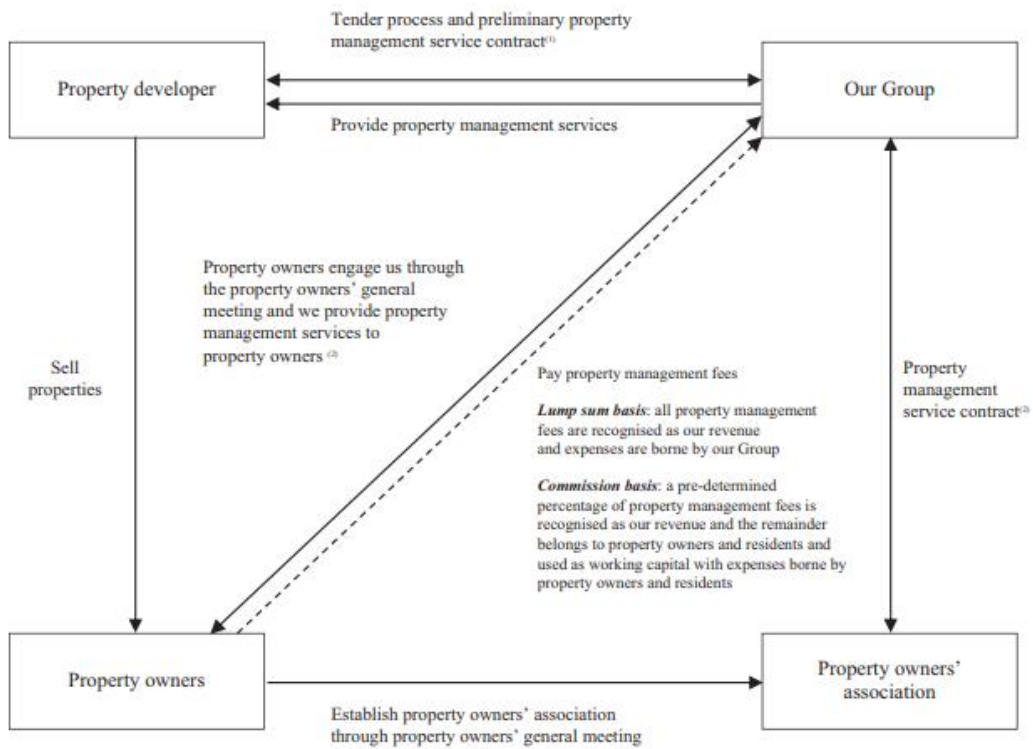 Tender process and preliminary property
management service contract(1)
Property developer
Our Group
Provide property management services
Property owners engage us through
the property owners’ general
meeting and we provide property
management services to
property owners (2)
Sell
properties
Pay property management fees
Lump sum basis: all property management
fees are recognised as our revenue
and expenses are borne by our Group
Commission basis: a pre-determined
percentage of property management fees is
recognised as our revenue and the remainder
belongs to property owners and residents and
used as working capital with expenses borne by
property owners and residents
Property
management
service contract(2)
Property owners
Property owners’
association
Establish property owners’ association
through property owners’ general meeting